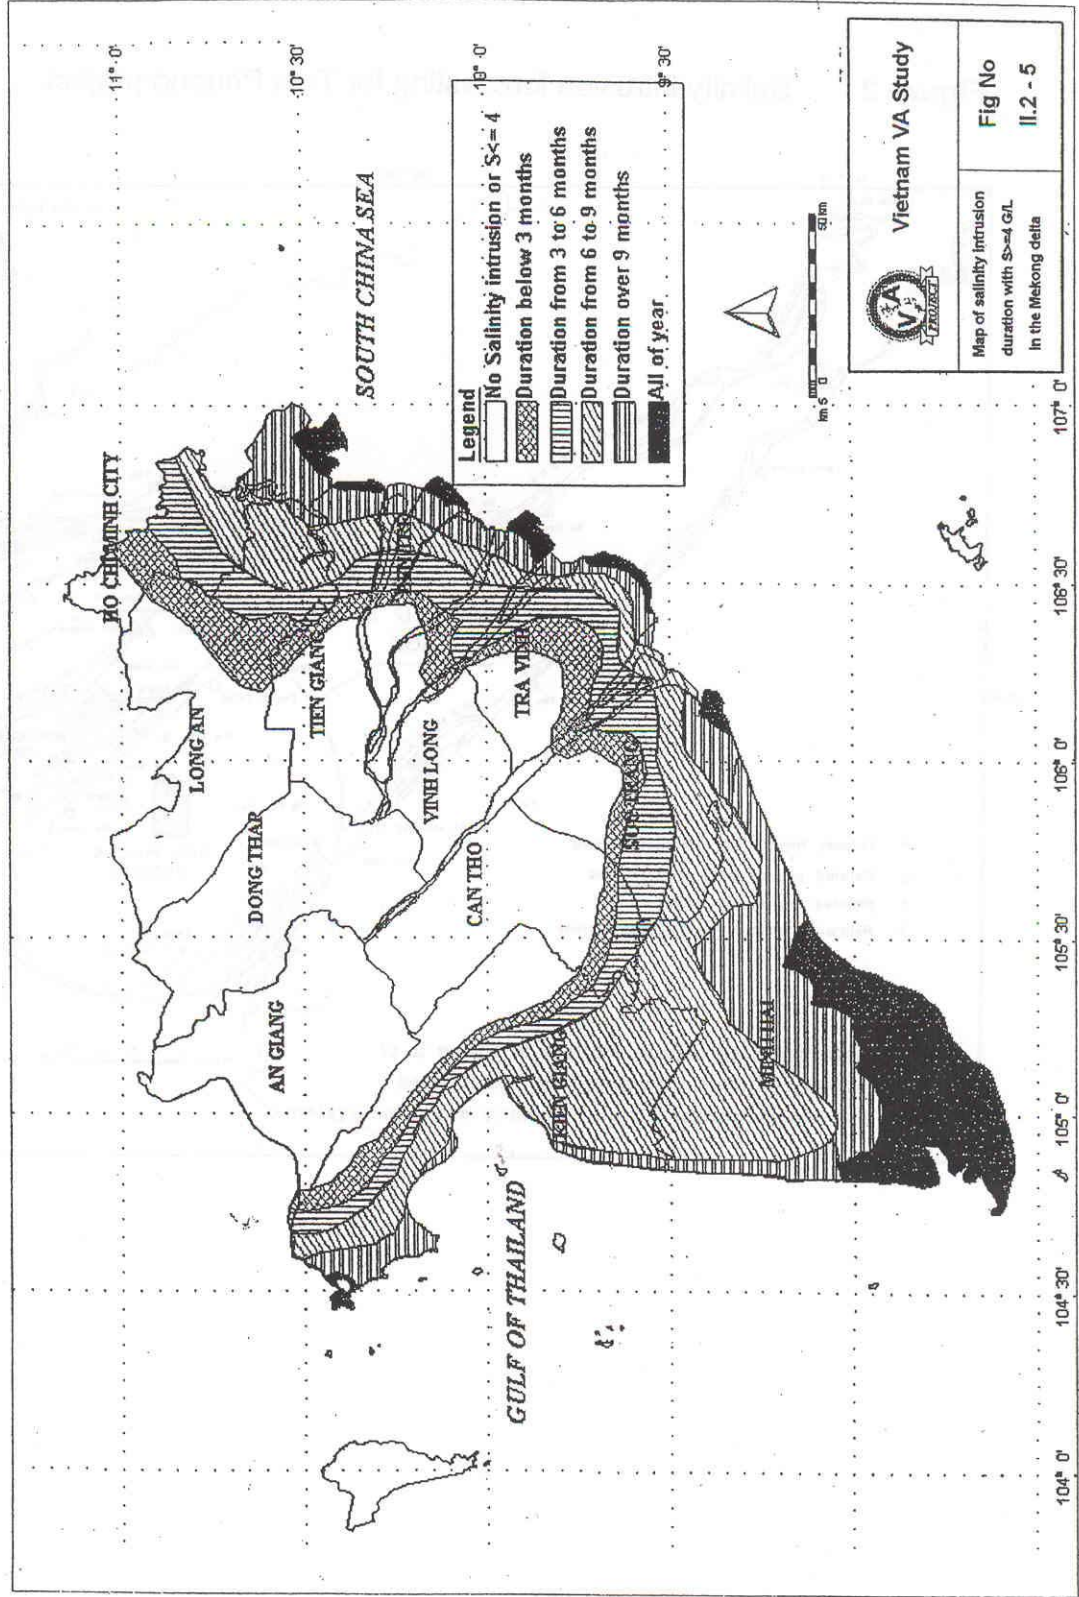 11° 0'
10° 30'
10° 0'
9° 30'
HO CHI MINH CITY
LONG AN
TIEN GIANG
DONG THAP
VINH LONG
TRA VINH
AN GIANG
CAN THO
KIEN GIANG
MINH HAI
SOUTH CHINA SEA
GULF OF THAILAND
Legend
No Salinity intrusion or S<= 4
Duration below 3 months
Duration from 3 to 6 months
Duration from 6 to 9 months
Duration over 9 months
All of year
km 5 0 50 km
104° 0'
104° 30'
105° 0'
105° 30'
106° 0'
106° 30'
107° 0'
VA
PROJECT
Vietnam VA Study
Map of salinity intrusion
duration with S>=4 G/L
In the Mekong delta
Fig No
II.2 - 5